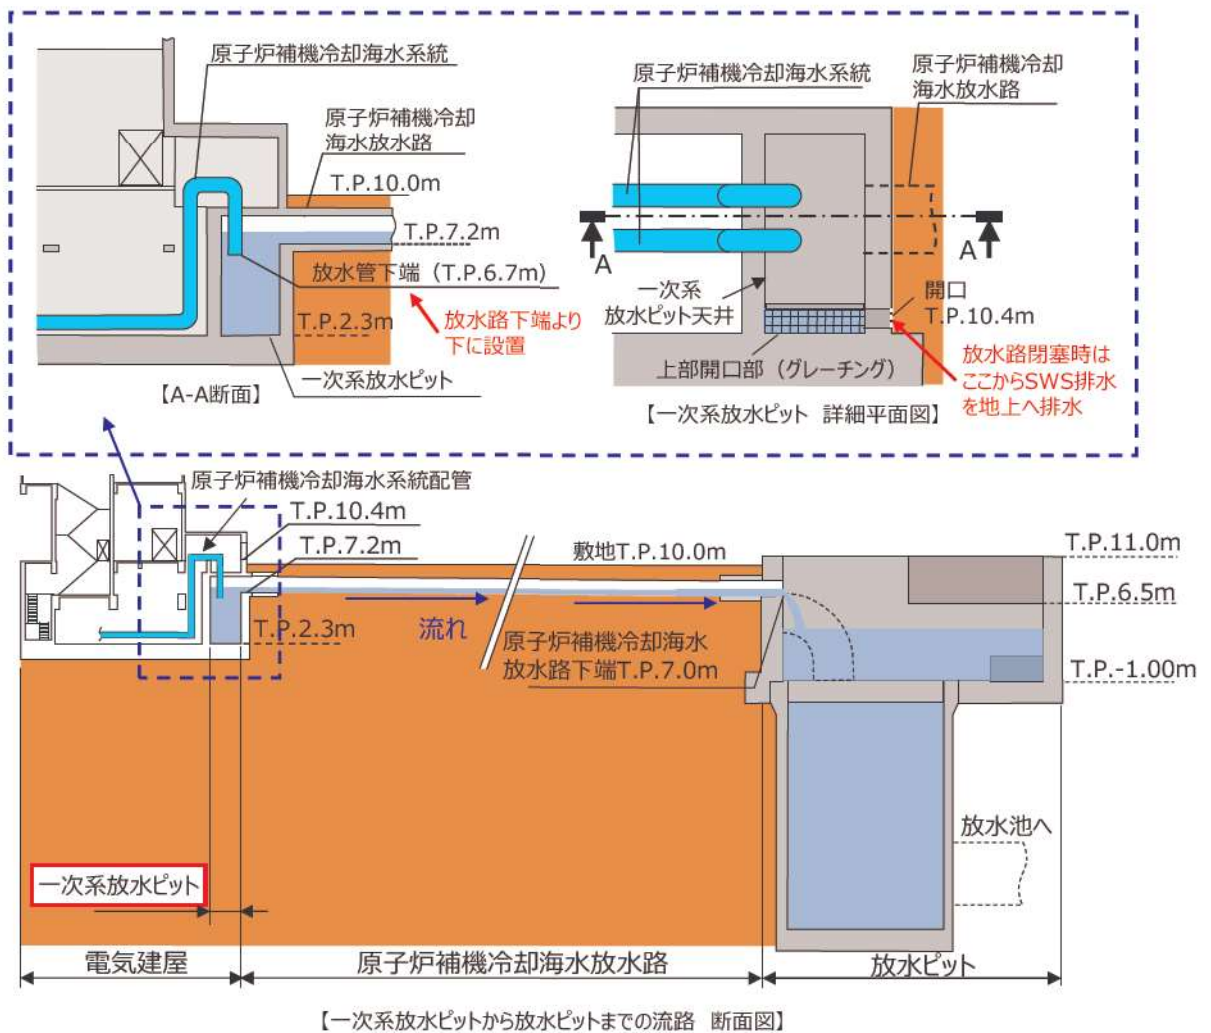 原子炉補機冷却海水系統
原子炉補機冷却
海水放水路
T.P.10.0m
T.P.7.2m
放水管下端（T.P.6.7m）
T.P.2.3m
放水路下端より
下に設置
一次系放水ピット
【A-A断面】
原子炉補機冷却海水系統
原子炉補機冷却
海水放水路
A
A
一次系
放水ピット天井
開口
T.P.10.4m
上部開口部（グレーチング）
放水路閉塞時は
ここからSWS排水
を地上へ排水
【一次系放水ピット 詳細平面図】
原子炉補機冷却海水系統配管
T.P.10.4m
T.P.7.2m
T.P.2.3m
敷地T.P.10.0m
流れ
原子炉補機冷却海水
放水路下端T.P.7.0m
T.P.11.0m
T.P.6.5m
T.P.-1.00m
放水池へ
一次系放水ピット
電気建屋
原子炉補機冷却海水放水路
放水ピット
【一次系放水ピットから放水ピットまでの流路 断面図】